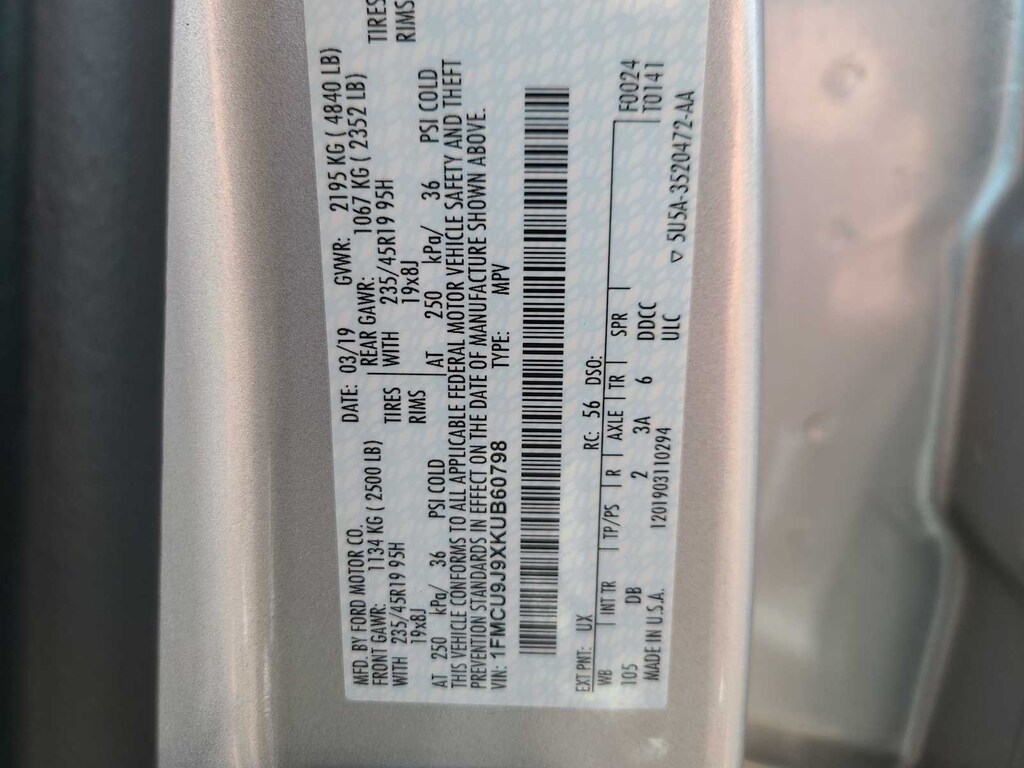 MFD. BY FORD MOTOR CO. DATE: 03/19 GVWR: 2195 KG ( 4840 LB)
FRONT GAWR: 1134 KG ( 2500 LB) REAR GAWR: 1067 KG ( 2352 LB)
WITH 235/45R19 95H TIRES WITH 235/45R19 95H TIRES
19x8J RIMS 19x8J RIMS
AT 250 kPa/ 36 PSI COLD AT 250 kPa/ 36 PSI COLD
THIS VEHICLE CONFORMS TO ALL APPLICABLE FEDERAL MOTOR VEHICLE SAFETY AND THEFT
PREVENTION STANDARDS IN EFFECT ON THE DATE OF MANUFACTURE SHOWN ABOVE.
VIN: 1FMCU9J9XKUB60798 TYPE: MPV
EXT PNT: UX RC: 56 DSO:
WB INT TR TP/PS R AXLE TR SPR F0024
105 DB 2 3A 6 DDCC T0141
MADE IN U.S.A. 1201903110294 ULC
▽ 5U5A-3520472-AA